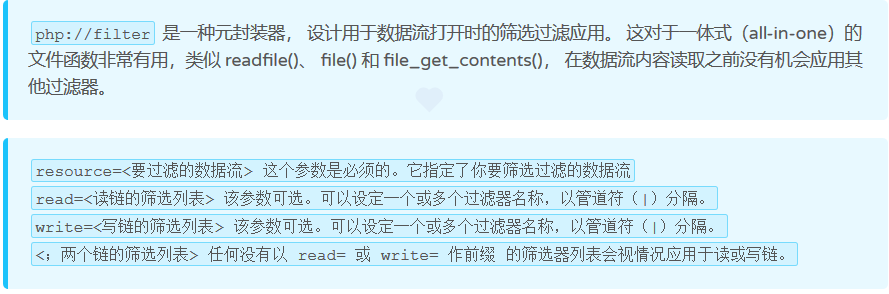 php://filter 是一种元封装器， 设计用于数据流打开时的筛选过滤应用。 这对于一体式（all-in-one）的
文件函数非常有用，类似 readfile()、 file() 和 file_get_contents()， 在数据流内容读取之前没有机会应用其
他过滤器。
resource=<要过滤的数据流> 这个参数是必须的。它指定了你要筛选过滤的数据流
read=<读链的筛选列表> 该参数可选。可以设定一个或多个过滤器名称，以管道符（|）分隔。
write=<写链的筛选列表> 该参数可选。可以设定一个或多个过滤器名称，以管道符（|）分隔。
<；两个链的筛选列表> 任何没有以 read= 或 write= 作前缀 的筛选器列表会视情况应用于读或写链。